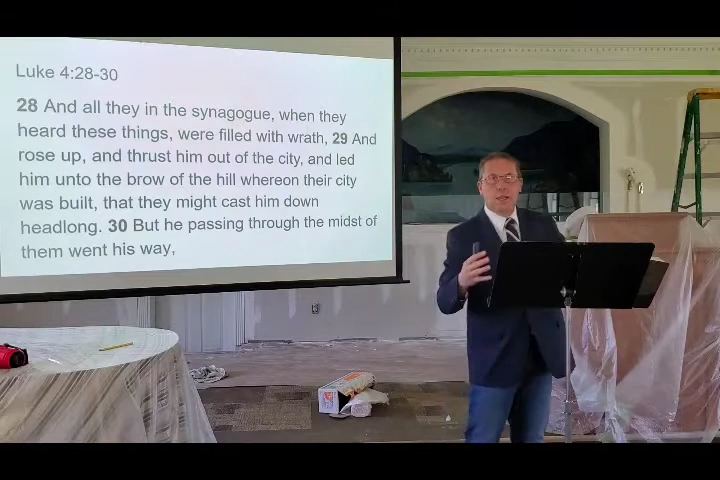 Luke 4:28-30
28 And all they in the synagogue, when they
heard these things, were filled with wrath, 29 And
rose up, and thrust him out of the city, and led
him unto the brow of the hill whereon their city
was built, that they might cast him down
headlong. 30 But he passing through the midst of
them went his way,